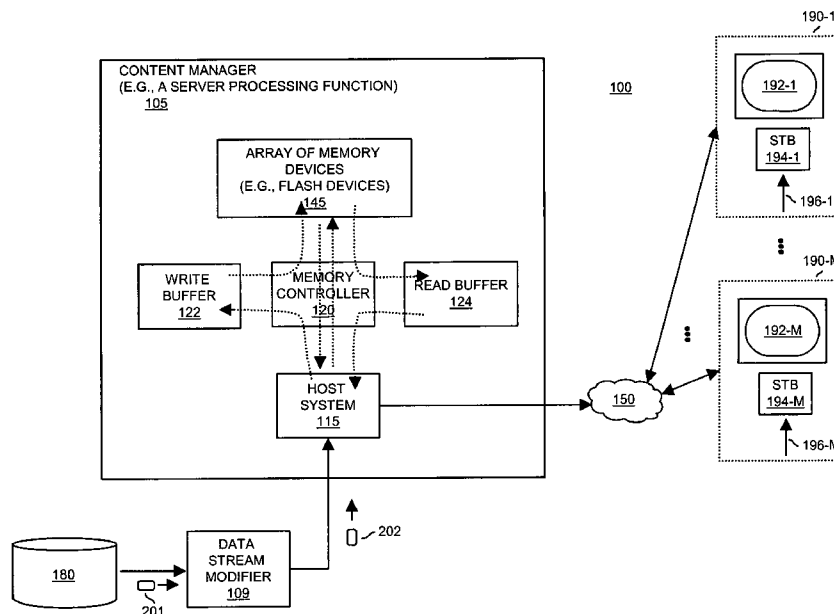 190-1
CONTENT MANAGER
(E.G., A SERVER PROCESSING FUNCTION)
105
100
192-1
ARRAY OF MEMORY
DEVICES
(E.G., FLASH DEVICES)
145
STB
194-1
196-1
190-M
WRITE
BUFFER
122
MEMORY
CONTROLLER
120
READ BUFFER
124
192-M
HOST
SYSTEM
115
150
STB
194-M
196-M
202
DATA
STREAM
MODIFIER
109
180
201